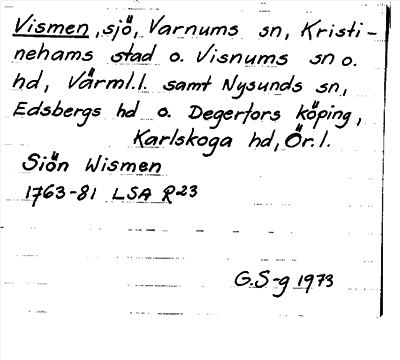 Vismen, sjö, Varnums sn, Kristi-
nehams stad o. Visnums sn o.
hd, Värml.l. samt Nysunds sn,
Edsbergs hd o. Degerfors köping,
Karlskoga hd, Ör.l.
Siön Wismen
1763-81 LSA R23
G.S-g 1973